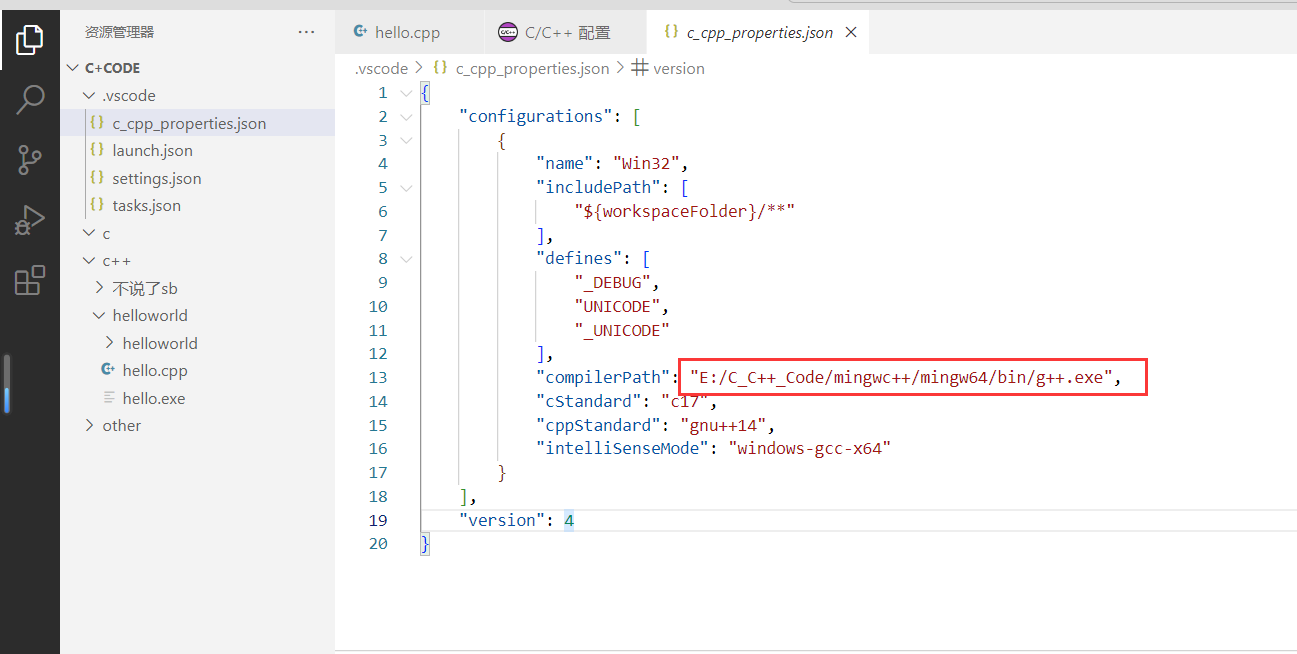 资源管理器 ...
C+CODE
.vscode
c_cpp_properties.json
launch.json
settings.json
tasks.json
c
c++
不说了sb
helloworld
helloworld
hello.cpp
hello.exe
other
hello.cpp C/C++ 配置 {} c_cpp_properties.json ×
.vscode > {} c_cpp_properties.json > # version
1 {
2 "configurations": [
3 {
4 "name": "Win32",
5 "includePath": [
6 "${workspaceFolder}/**"
7 ],
8 "defines": [
9 "_DEBUG",
10 "UNICODE",
11 "_UNICODE"
12 ],
13 "compilerPath": "E:/C_C++_Code/mingwc++/mingw64/bin/g++.exe",
14 "cStandard": "c17",
15 "cppStandard": "gnu++14",
16 "intelliSenseMode": "windows-gcc-x64"
17 }
18 ],
19 "version": 4
20 }